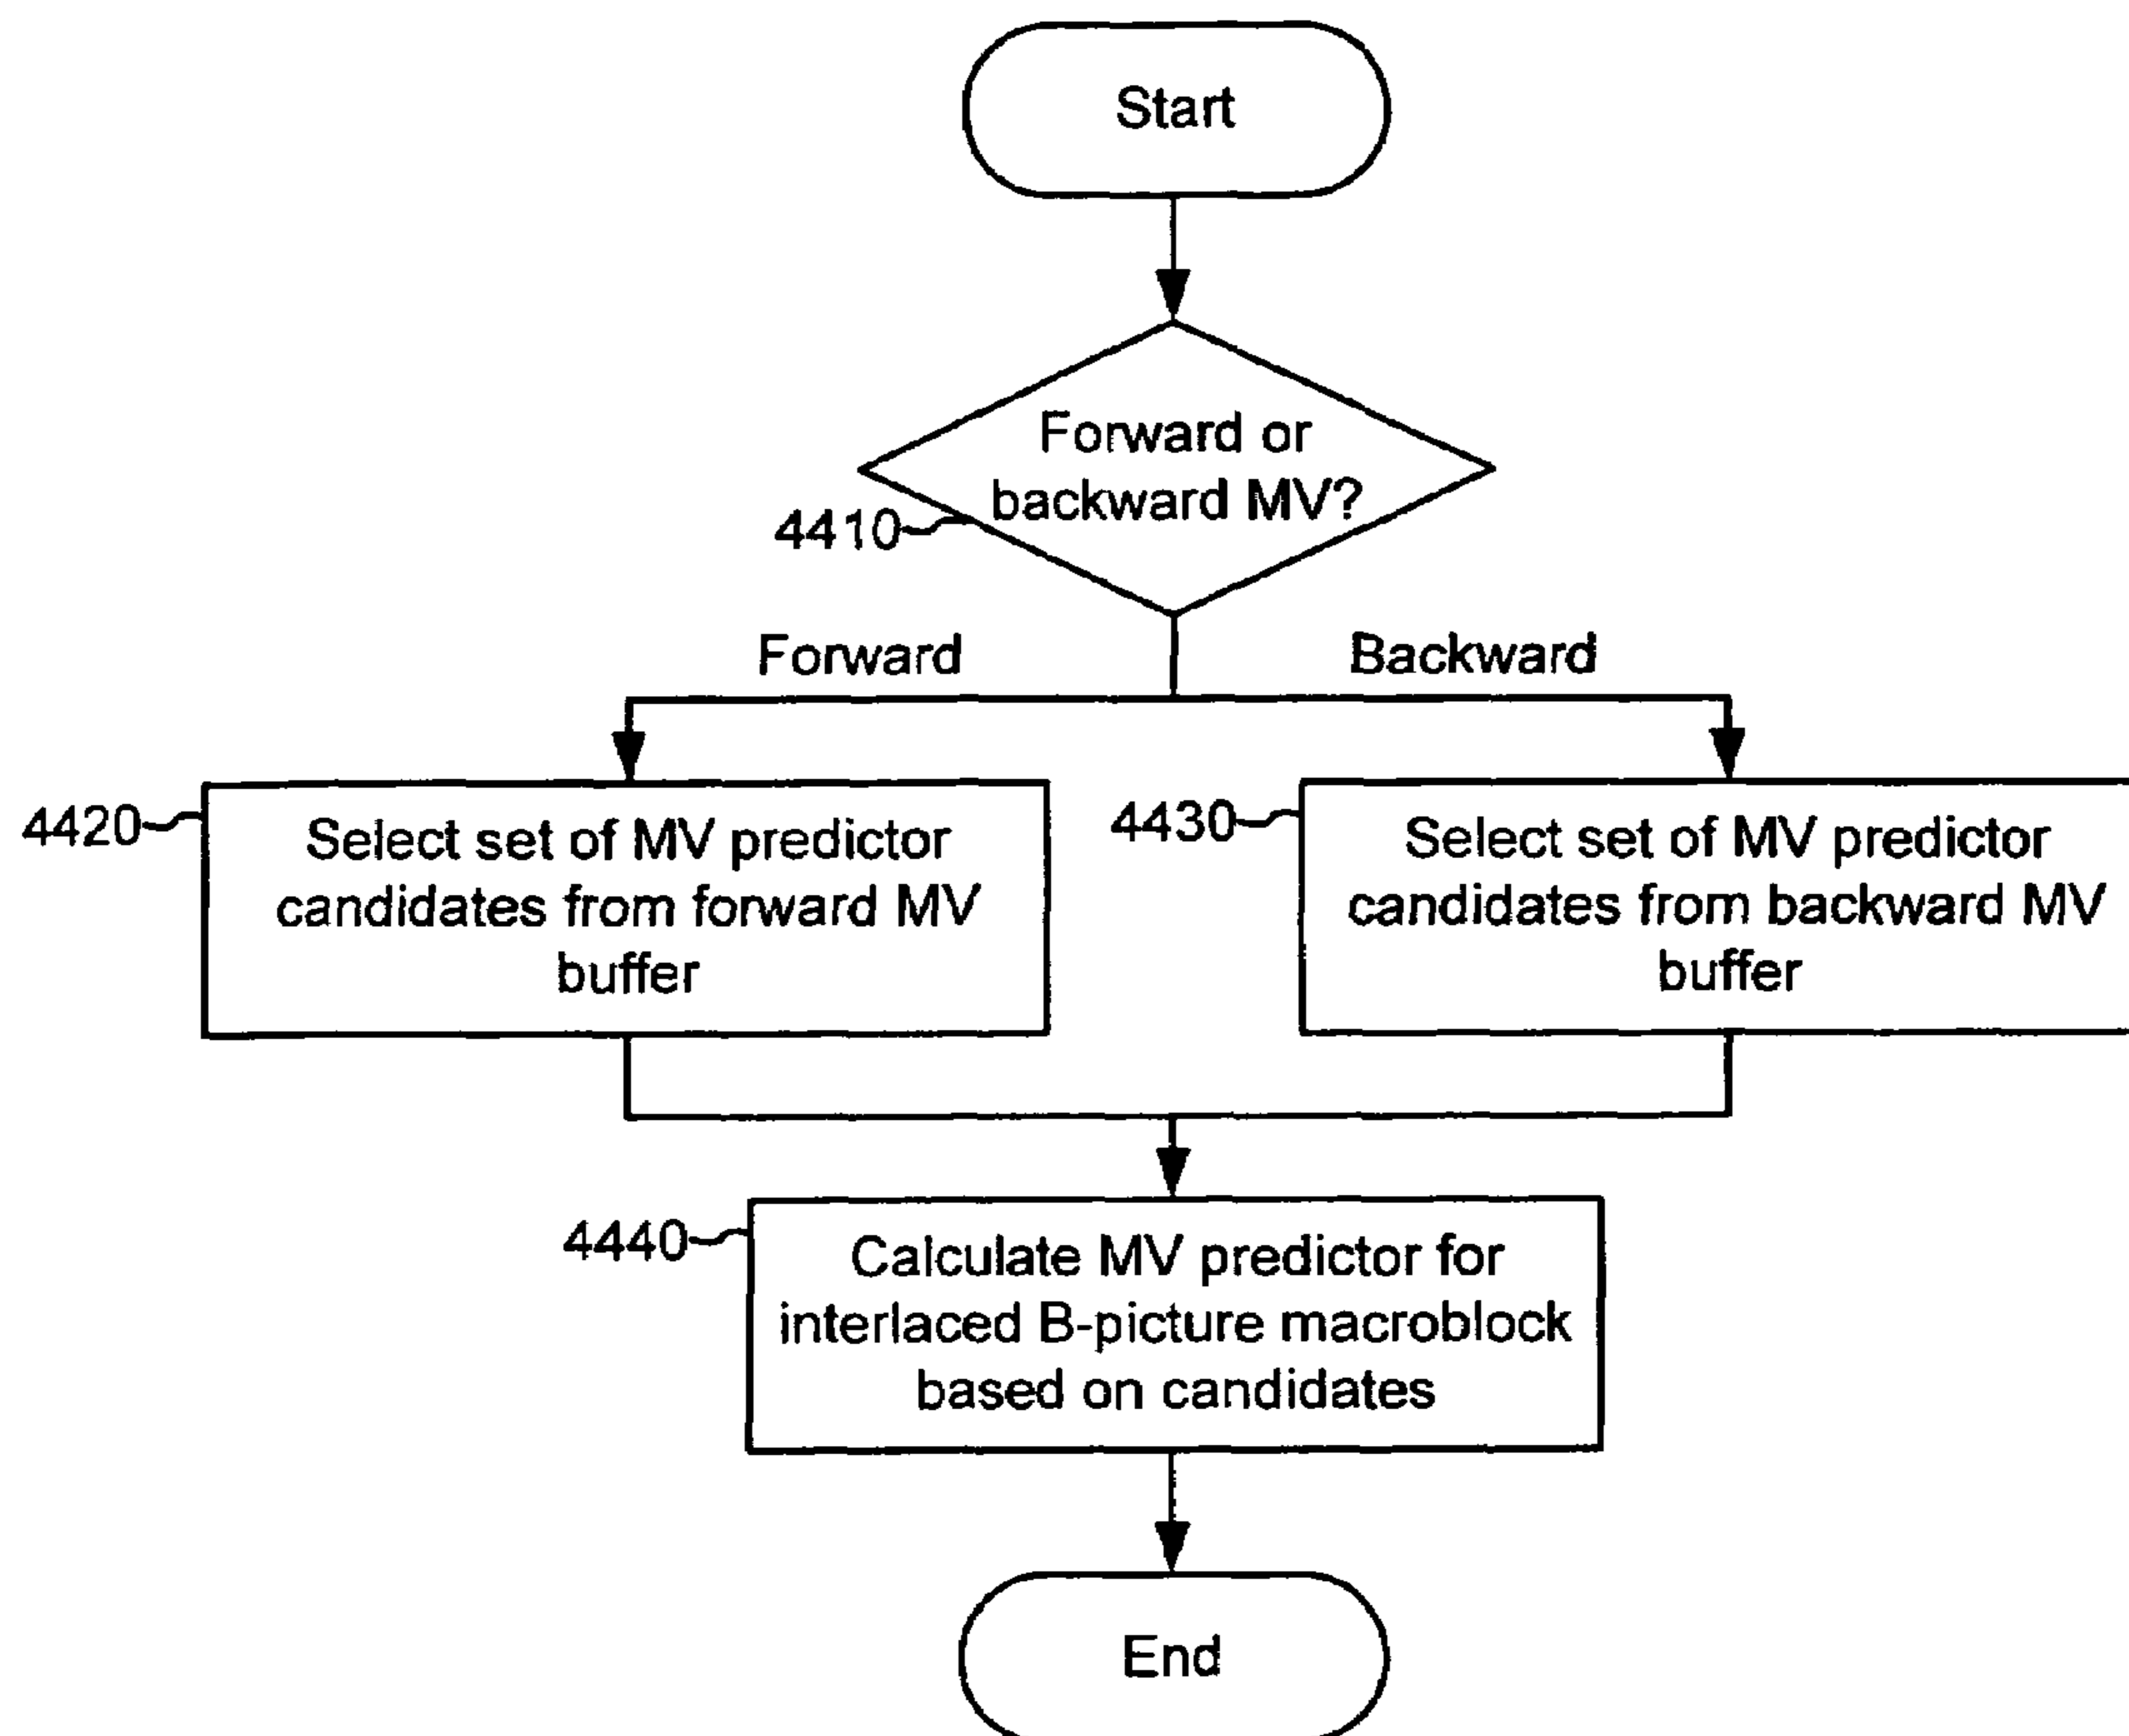 Start
Forward or
backward MV?
4410
Forward
Backward
4420
Select set of MV predictor
candidates from forward MV
buffer
4430
Select set of MV predictor
candidates from backward MV
buffer
4440
Calculate MV predictor for
interlaced B-picture macroblock
based on candidates
End